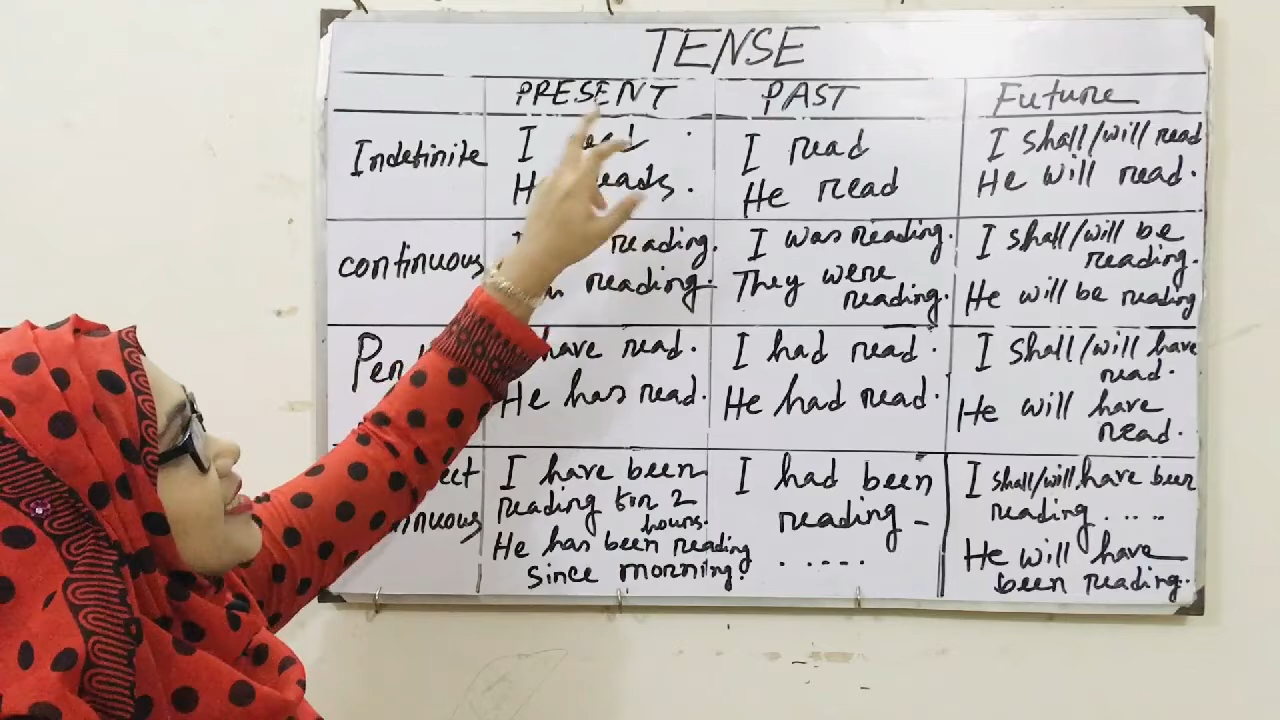 TENSE
PRESENT PAST Future
Indefinite
I read
He reads.
I read
He read
I shall/will read
He will read.
continuous
I reading.
reading.
I was reading.
They were
reading.
I shall/will be
reading.
He will be reading
have read.
He has read.
I had read.
He had read.
I shall/will have
read.
He will have
read.
I have been
reading for 2
hours.
He has been reading
since morning.
I had been
reading -
. . - - - .
I shall/will have been
reading . . . .
He will have
been reading.